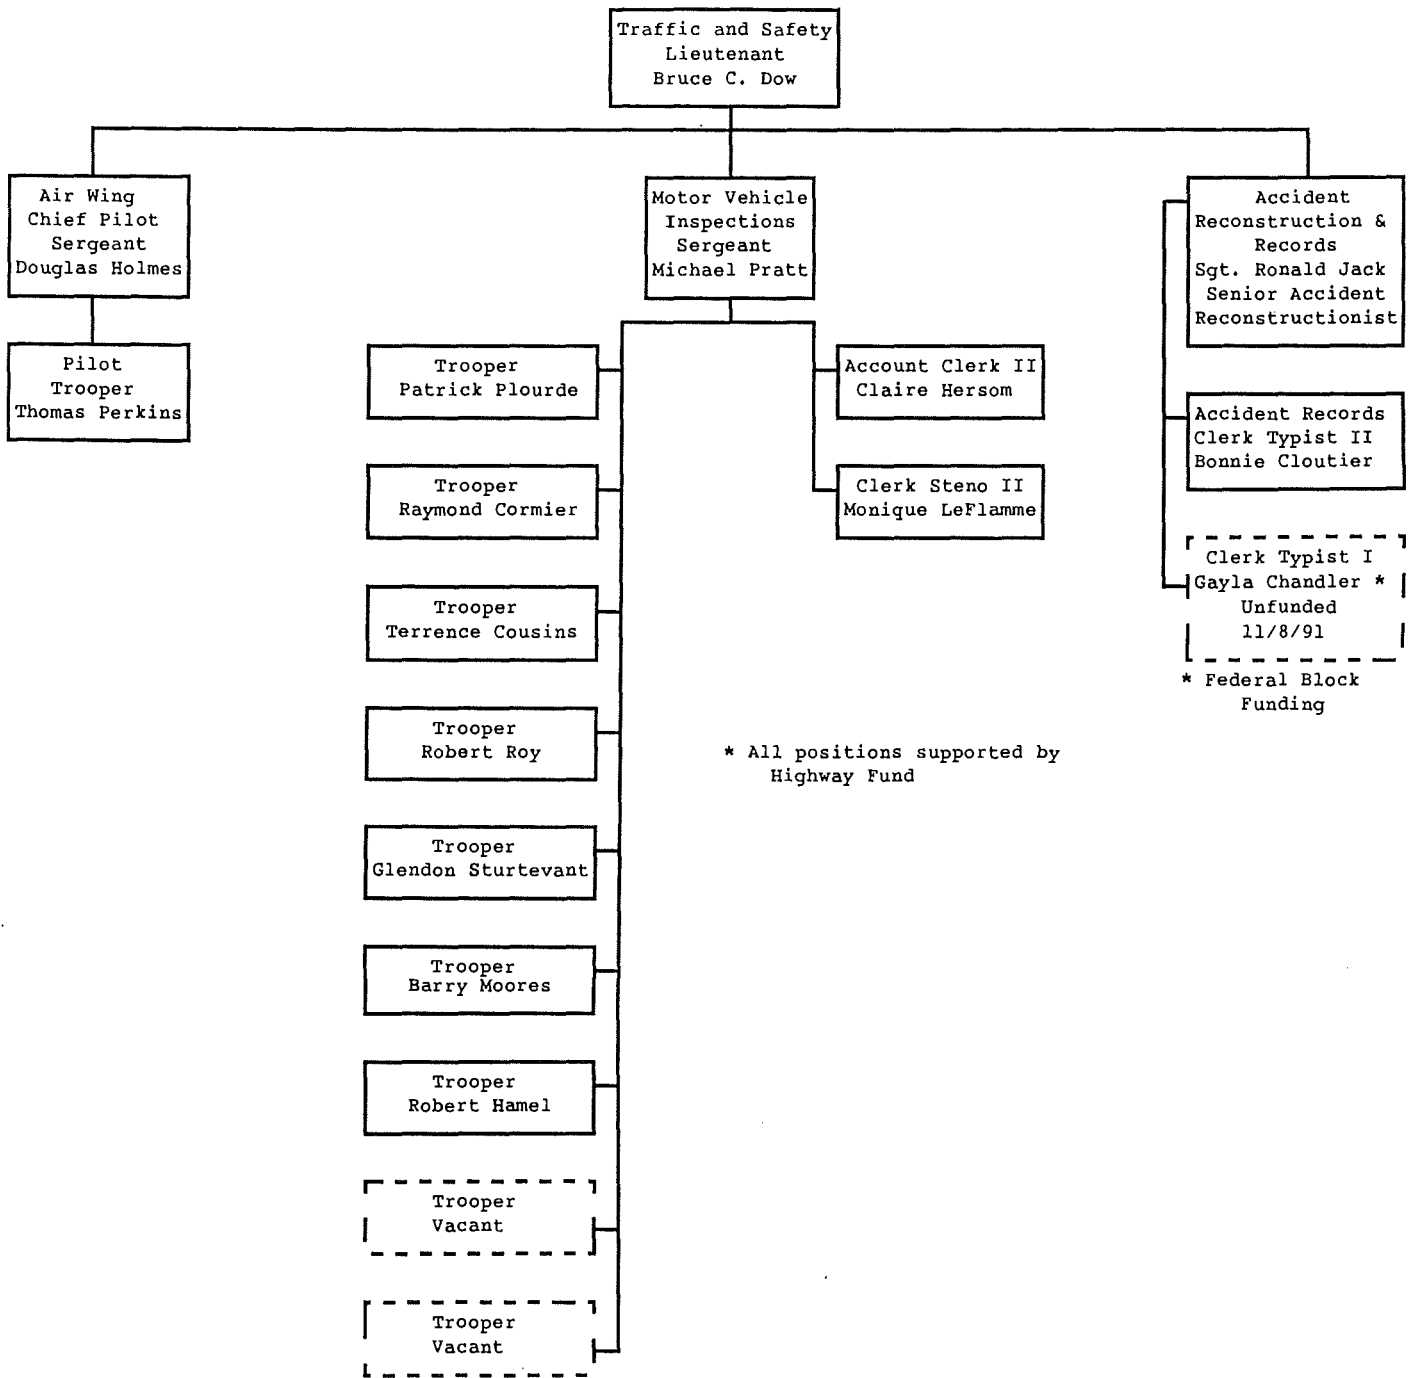 Traffic and Safety
Lieutenant
Bruce C. Dow
Air Wing
Chief Pilot
Sergeant
Douglas Holmes
Pilot
Trooper
Thomas Perkins
Motor Vehicle
Inspections
Sergeant
Michael Pratt
Trooper
Patrick Plourde
Trooper
Raymond Cormier
Trooper
Terrence Cousins
Trooper
Robert Roy
Trooper
Glendon Sturtevant
Trooper
Barry Moores
Trooper
Robert Hamel
Trooper
Vacant
Trooper
Vacant
Account Clerk II
Claire Hersom
Clerk Steno II
Monique LeFlamme
* All positions supported by
Highway Fund
Accident
Reconstruction &
Records
Sgt. Ronald Jack
Senior Accident
Reconstructionist
Accident Records
Clerk Typist II
Bonnie Cloutier
Clerk Typist I
Gayla Chandler *
Unfunded
11/8/91
* Federal Block
Funding